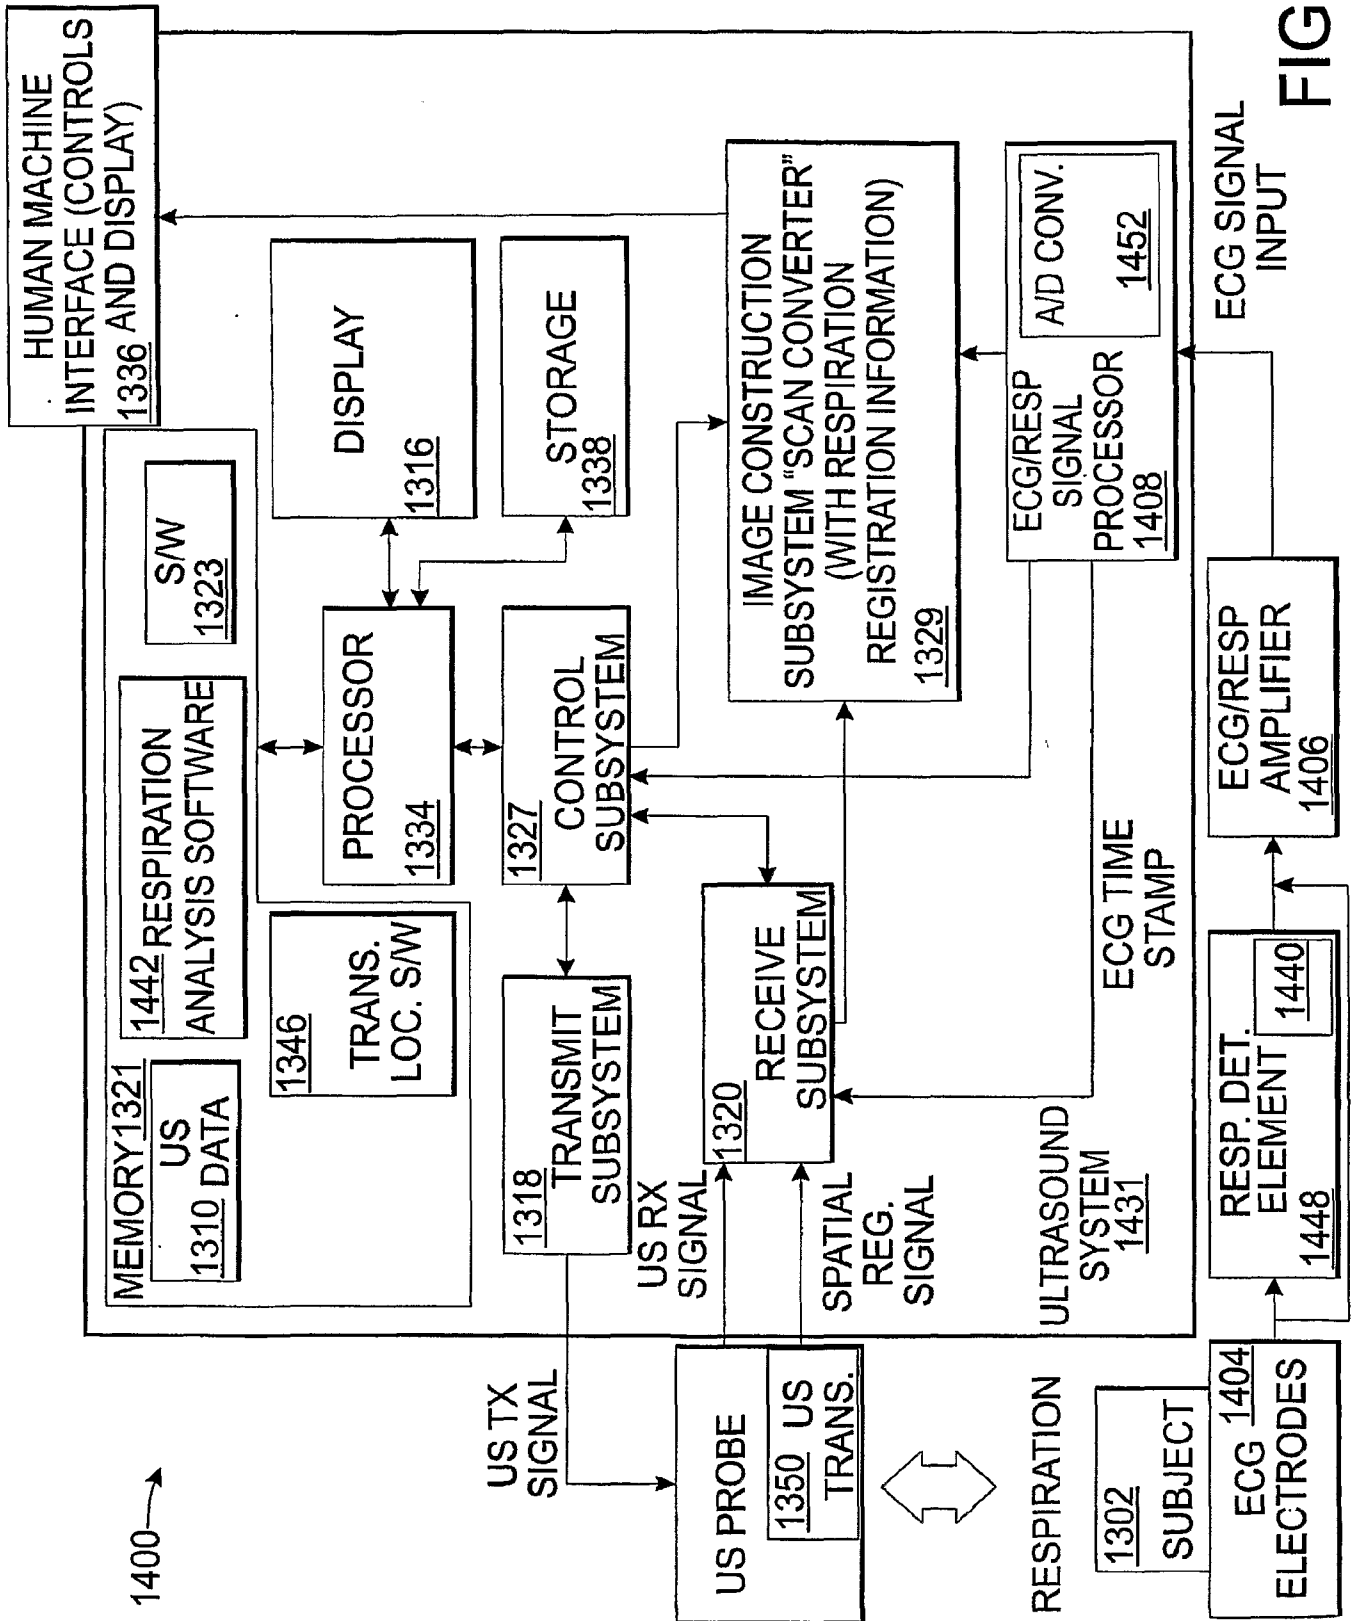 1400
HUMAN MACHINE
INTERFACE (CONTROLS
1336 AND DISPLAY)
MEMORY 1321
US
1310 DATA
1442 RESPIRATION
ANALYSIS SOFTWARE
S/W
1323
1346 TRANS.
LOC. S/W
PROCESSOR
1334
DISPLAY
1316
STORAGE
1338
US TX
SIGNAL
1318 TRANSMIT
SUBSYSTEM
1327 CONTROL
SUBSYSTEM
US RX
SIGNAL
SPATIAL
REG.
SIGNAL
1320 RECEIVE
SUBSYSTEM
IMAGE CONSTRUCTION
SUBSYSTEM “SCAN CONVERTER”
(WITH RESPIRATION
REGISTRATION INFORMATION)
1329
US PROBE
1350 US
TRANS.
RESPIRATION
1302
SUBJECT
ECG 1404
ELECTRODES
ULTRASOUND
SYSTEM
1431
ECG TIME
STAMP
ECG/RESP
SIGNAL
PROCESSOR
1408
A/D CONV.
1452
RESP. DET.
ELEMENT
1448
1440
ECG/RESP
AMPLIFIER
1406
ECG SIGNAL
INPUT
FIG